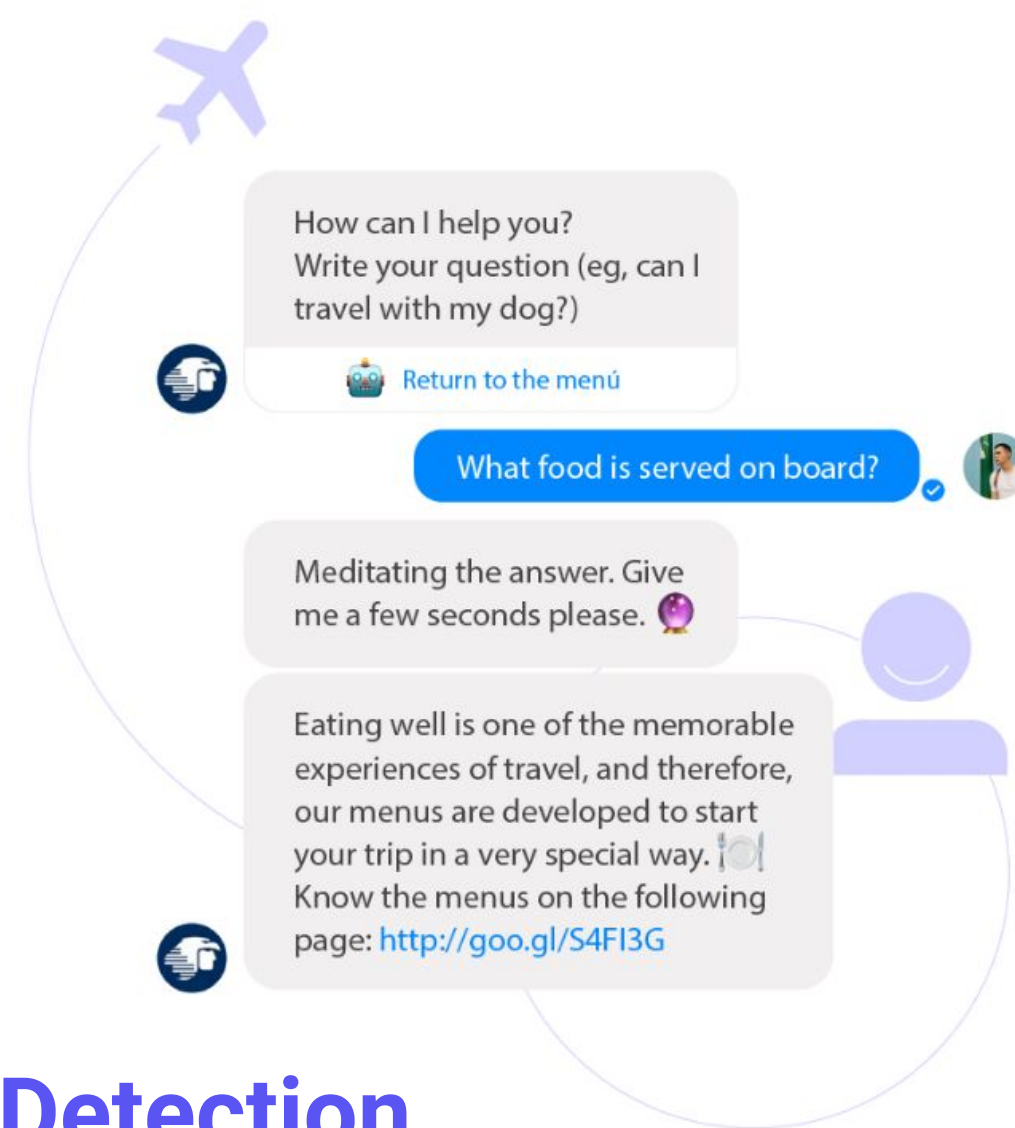 How can I help you?
Write your question (eg, can I
travel with my dog?)
Return to the menú
What food is served on board?
Meditating the answer. Give
me a few seconds please.
Eating well is one of the memorable
experiences of travel, and therefore,
our menus are developed to start
your trip in a very special way.
Know the menus on the following
page: http://goo.gl/S4FI3G
Detection